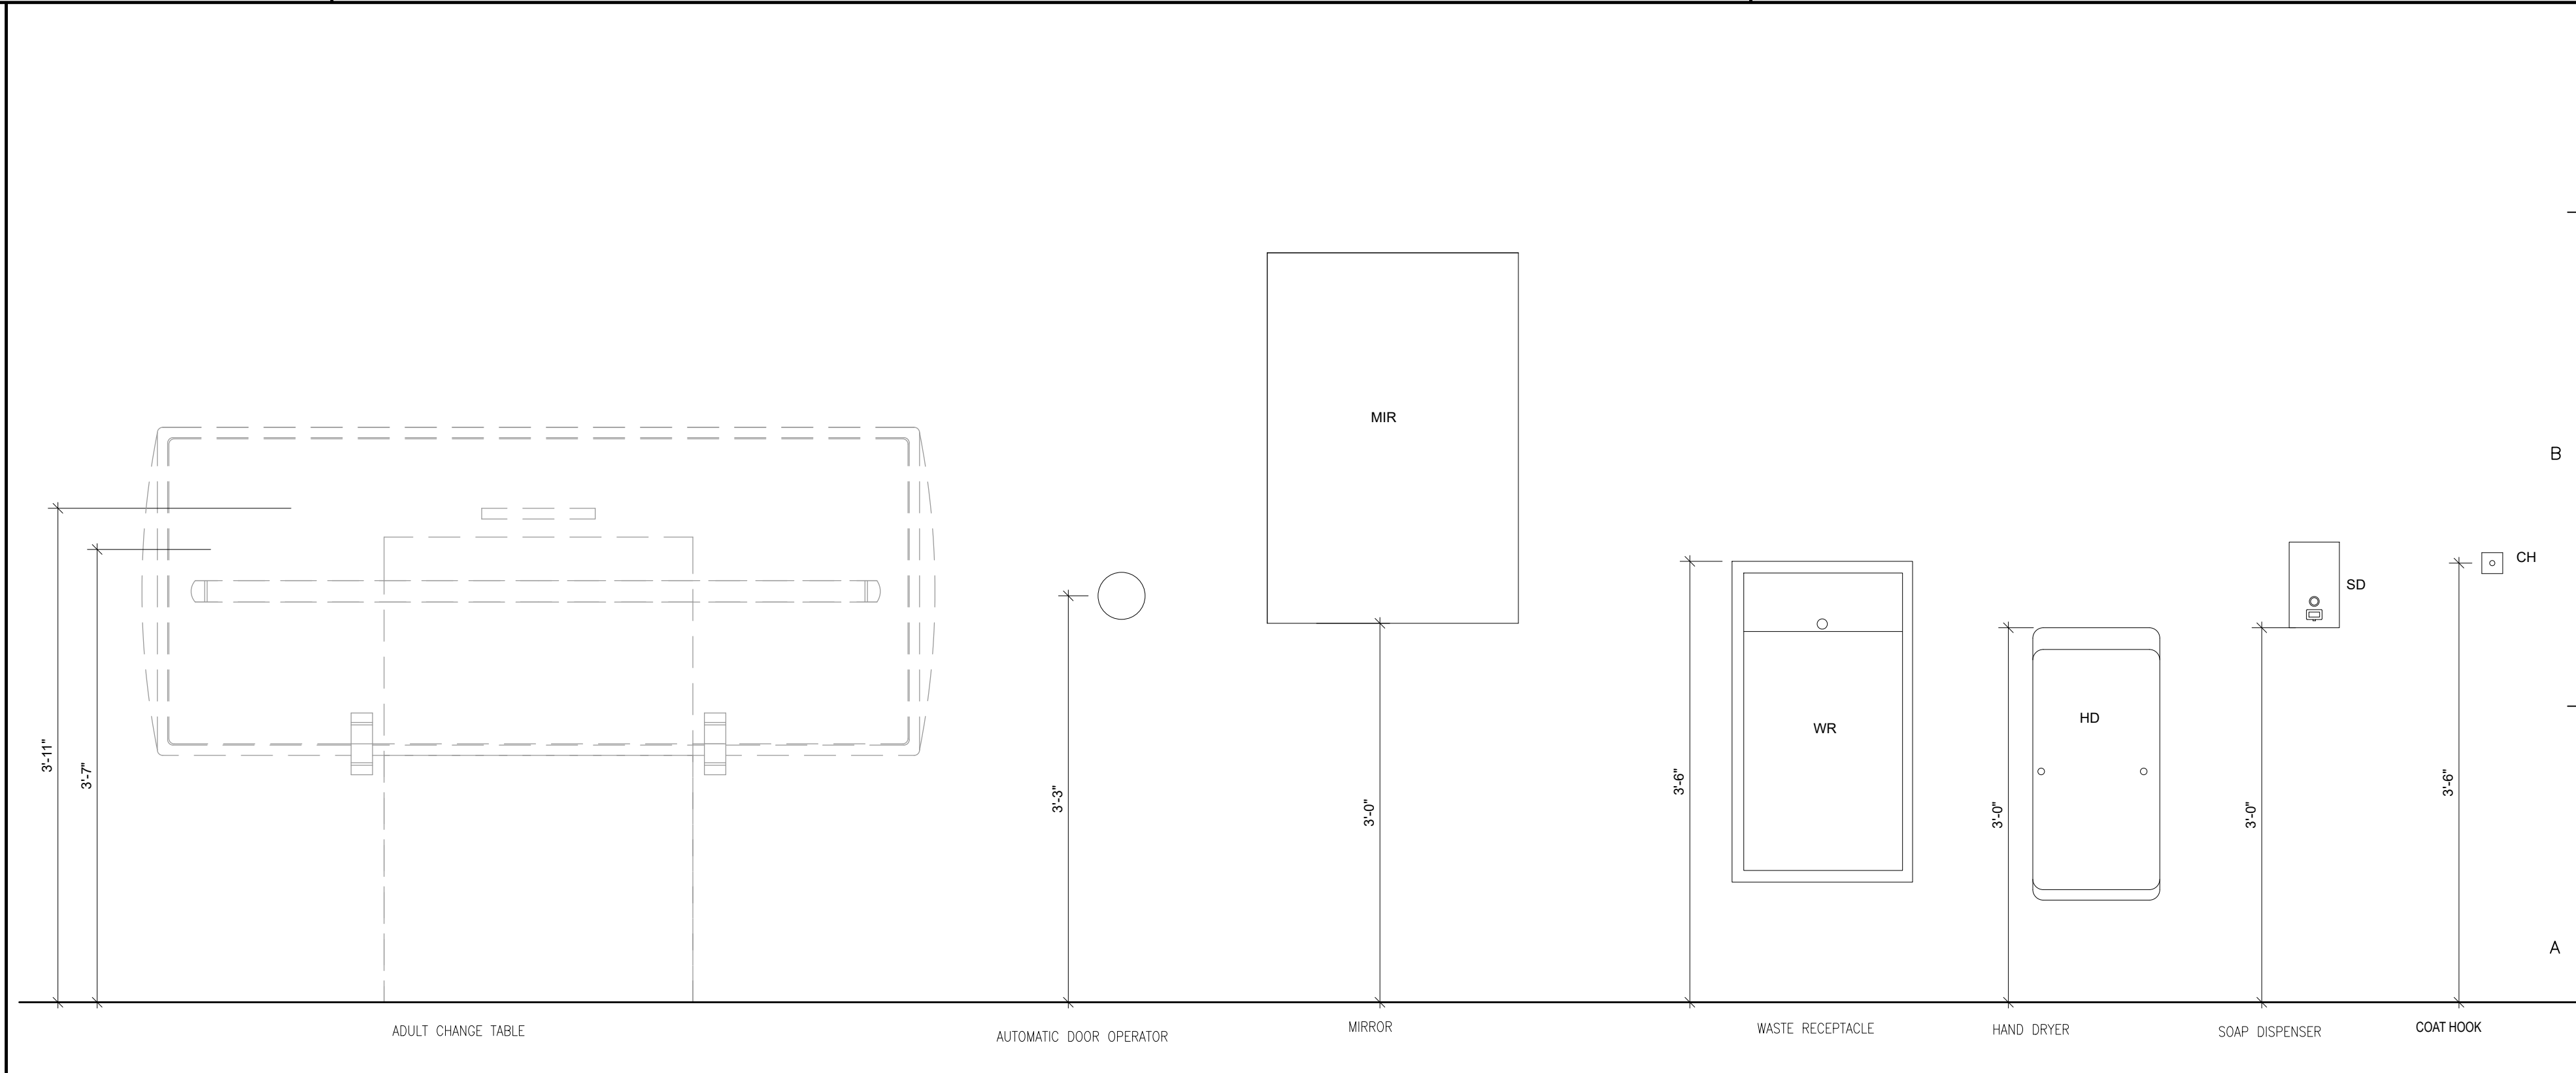 MIR
B
CH
SD
HD
WR
3'-11"
3'-7"
3'-3"
3'-0"
3'-6"
3'-0"
3'-0"
3'-6"
A
ADULT CHANGE TABLE
AUTOMATIC DOOR OPERATOR
MIRROR
WASTE RECEPTACLE
HAND DRYER
SOAP DISPENSER
COAT HOOK